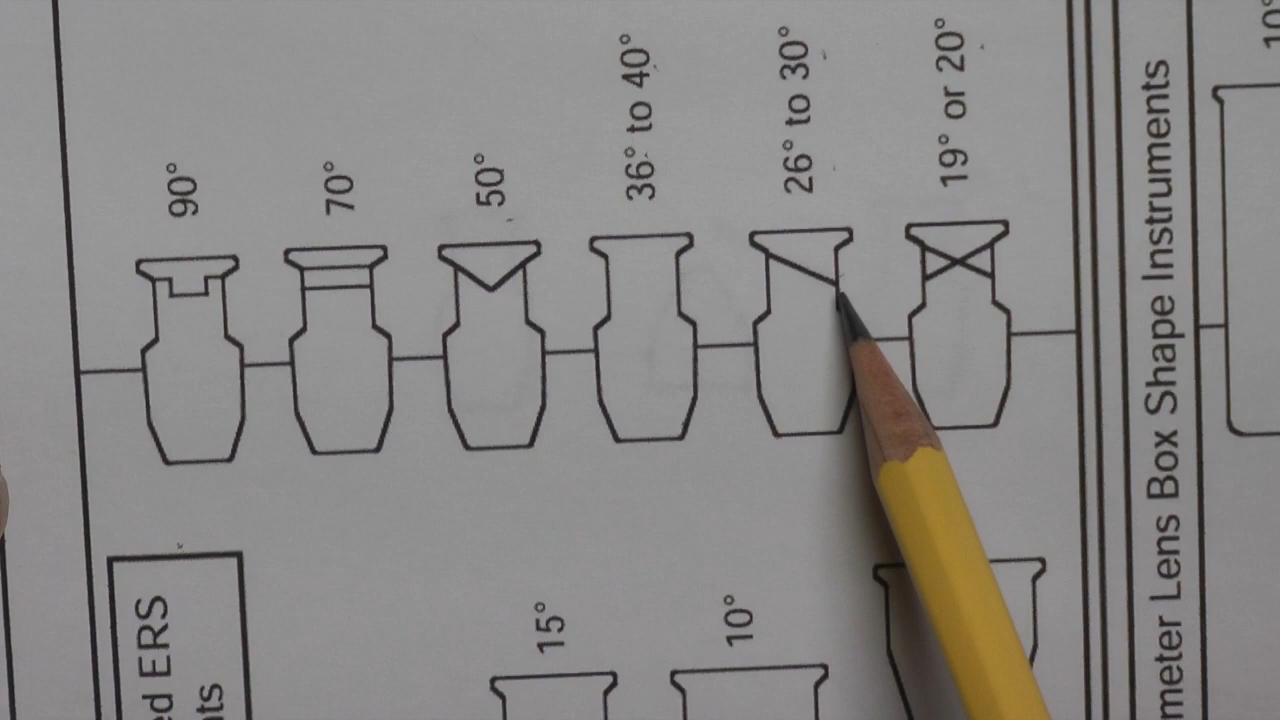 90°
70°
50°
36° to 40°
26° to 30°
19° or 20°
ed ERS
nts
15°
10°
meter Lens Box Shape Instruments
10°